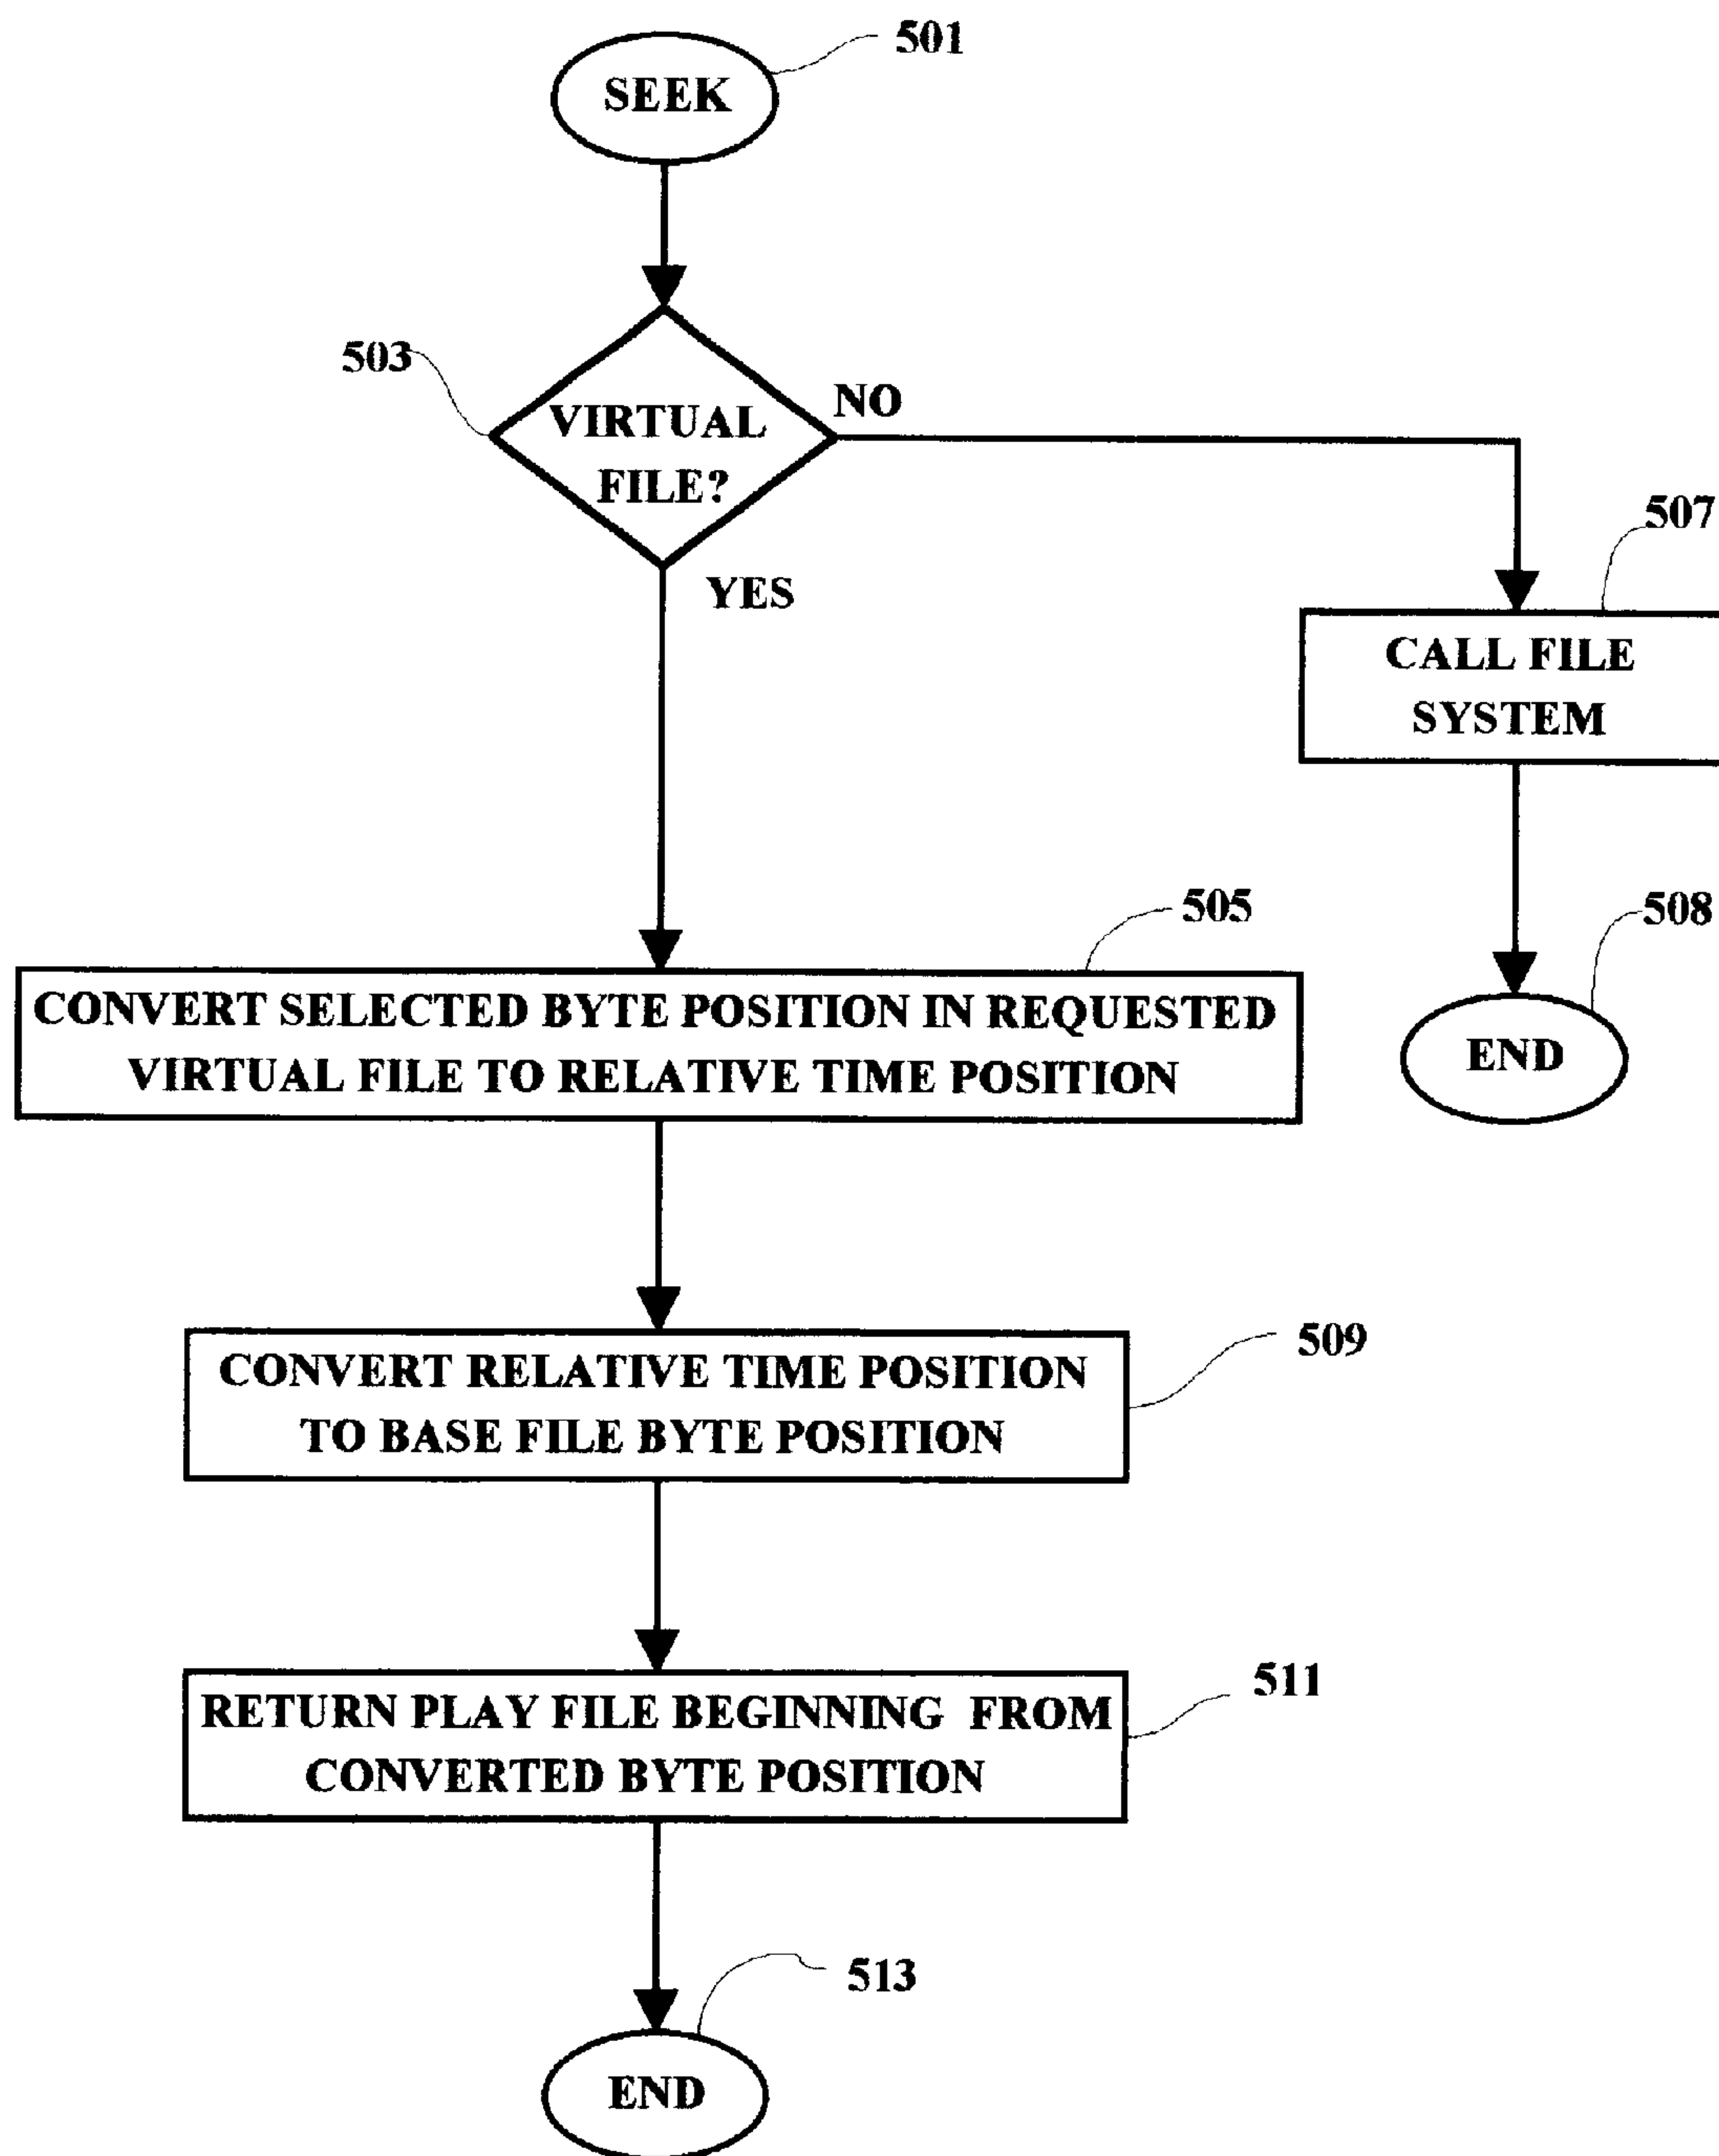 501
SEEK
503
VIRTUAL
FILE?
NO
YES
507
CALL FILE
SYSTEM
508
END
505
CONVERT SELECTED BYTE POSITION IN REQUESTED
VIRTUAL FILE TO RELATIVE TIME POSITION
509
CONVERT RELATIVE TIME POSITION
TO BASE FILE BYTE POSITION
511
RETURN PLAY FILE BEGINNING FROM
CONVERTED BYTE POSITION
513
END